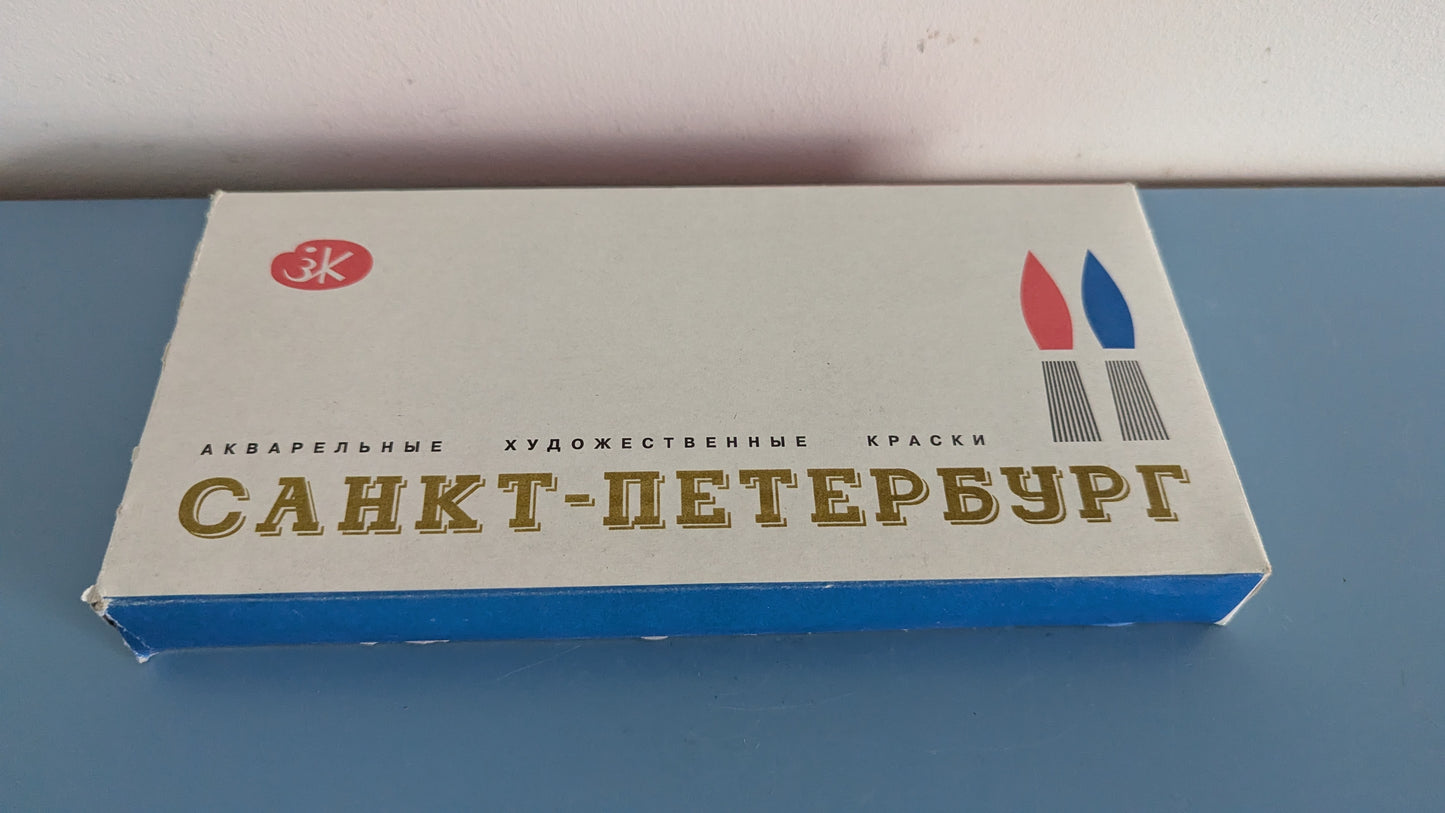 ЗК
АКВАРЕЛЬНЫЕ ХУДОЖЕСТВЕННЫЕ КРАСКИ
САНКТ-ПЕТЕРБУРГ